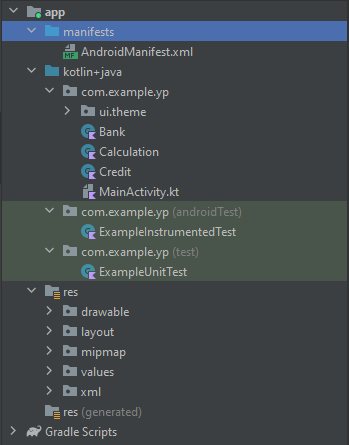 app
manifests
AndroidManifest.xml
kotlin+java
com.example.yp
ui.theme
Bank
Calculation
Credit
MainActivity.kt
com.example.yp (androidTest)
ExampleInstrumentedTest
com.example.yp (test)
ExampleUnitTest
res
drawable
layout
mipmap
values
xml
res (generated)
Gradle Scripts